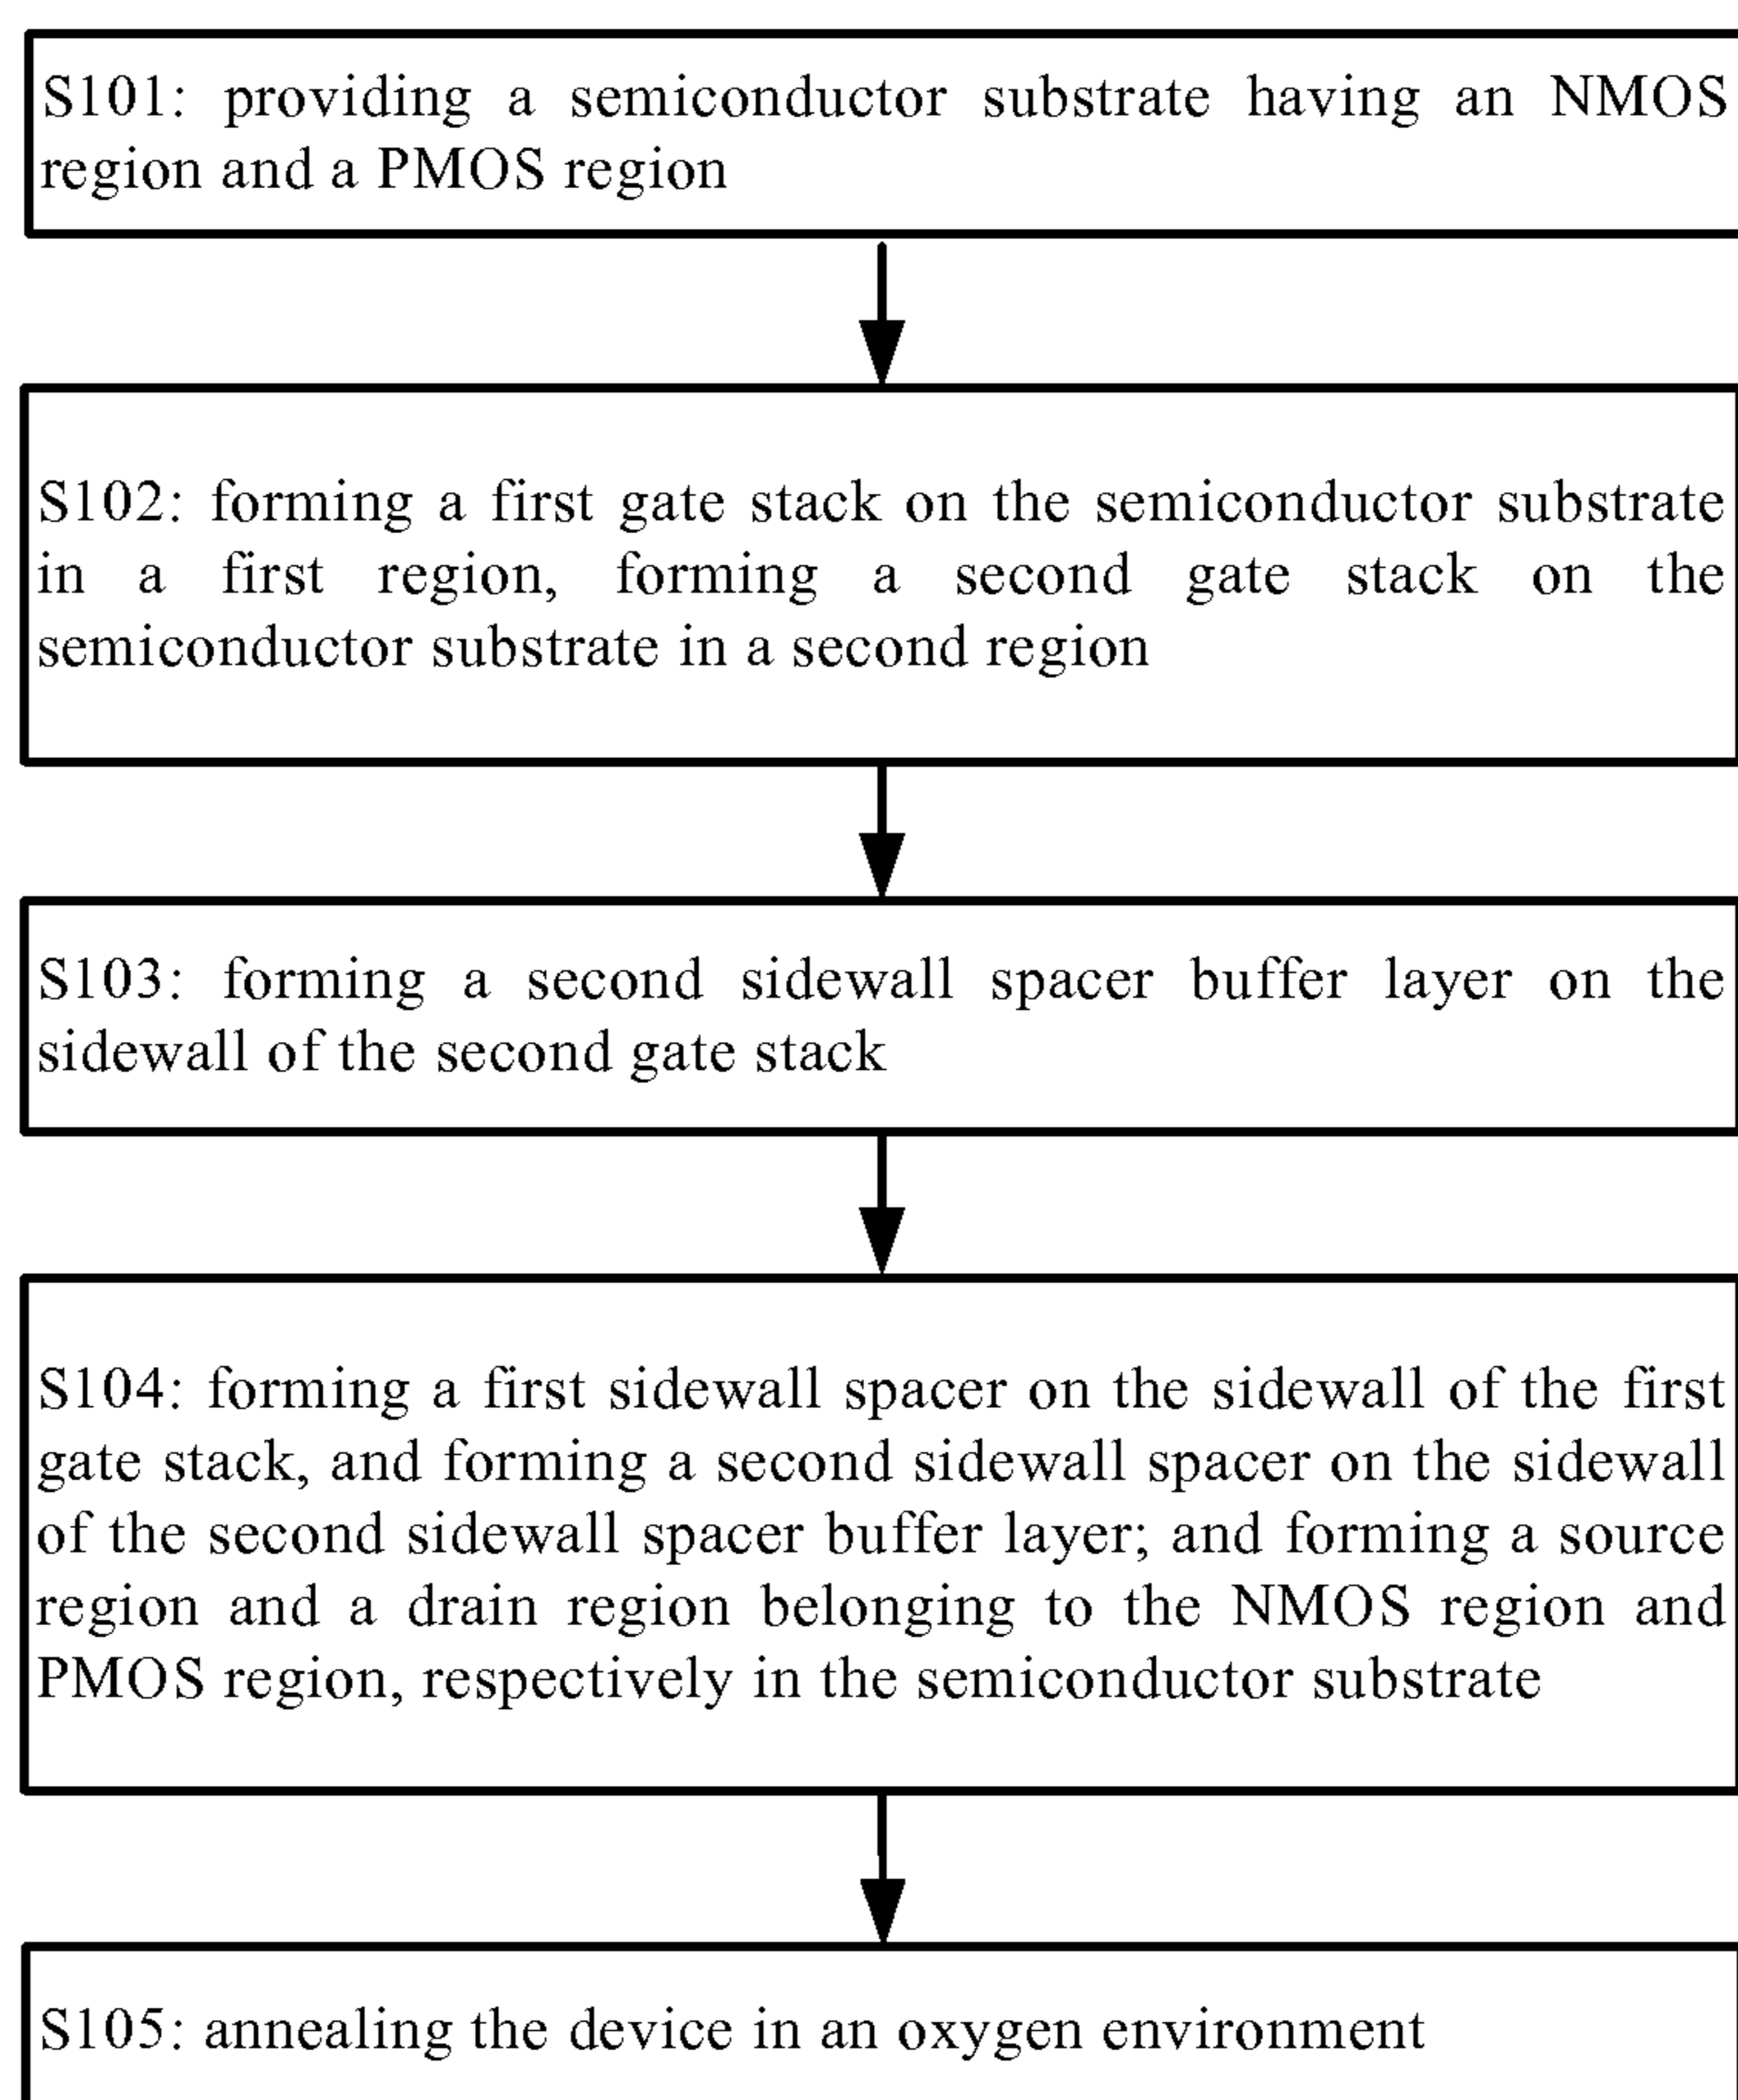 S101: providing a semiconductor substrate having an NMOS
region and a PMOS region
S102: forming a first gate stack on the semiconductor substrate
in a first region, forming a second gate stack on the
semiconductor substrate in a second region
S103: forming a second sidewall spacer buffer layer on the
sidewall of the second gate stack
S104: forming a first sidewall spacer on the sidewall of the first
gate stack, and forming a second sidewall spacer on the sidewall
of the second sidewall spacer buffer layer; and forming a source
region and a drain region belonging to the NMOS region and
PMOS region, respectively in the semiconductor substrate
S105: annealing the device in an oxygen environment